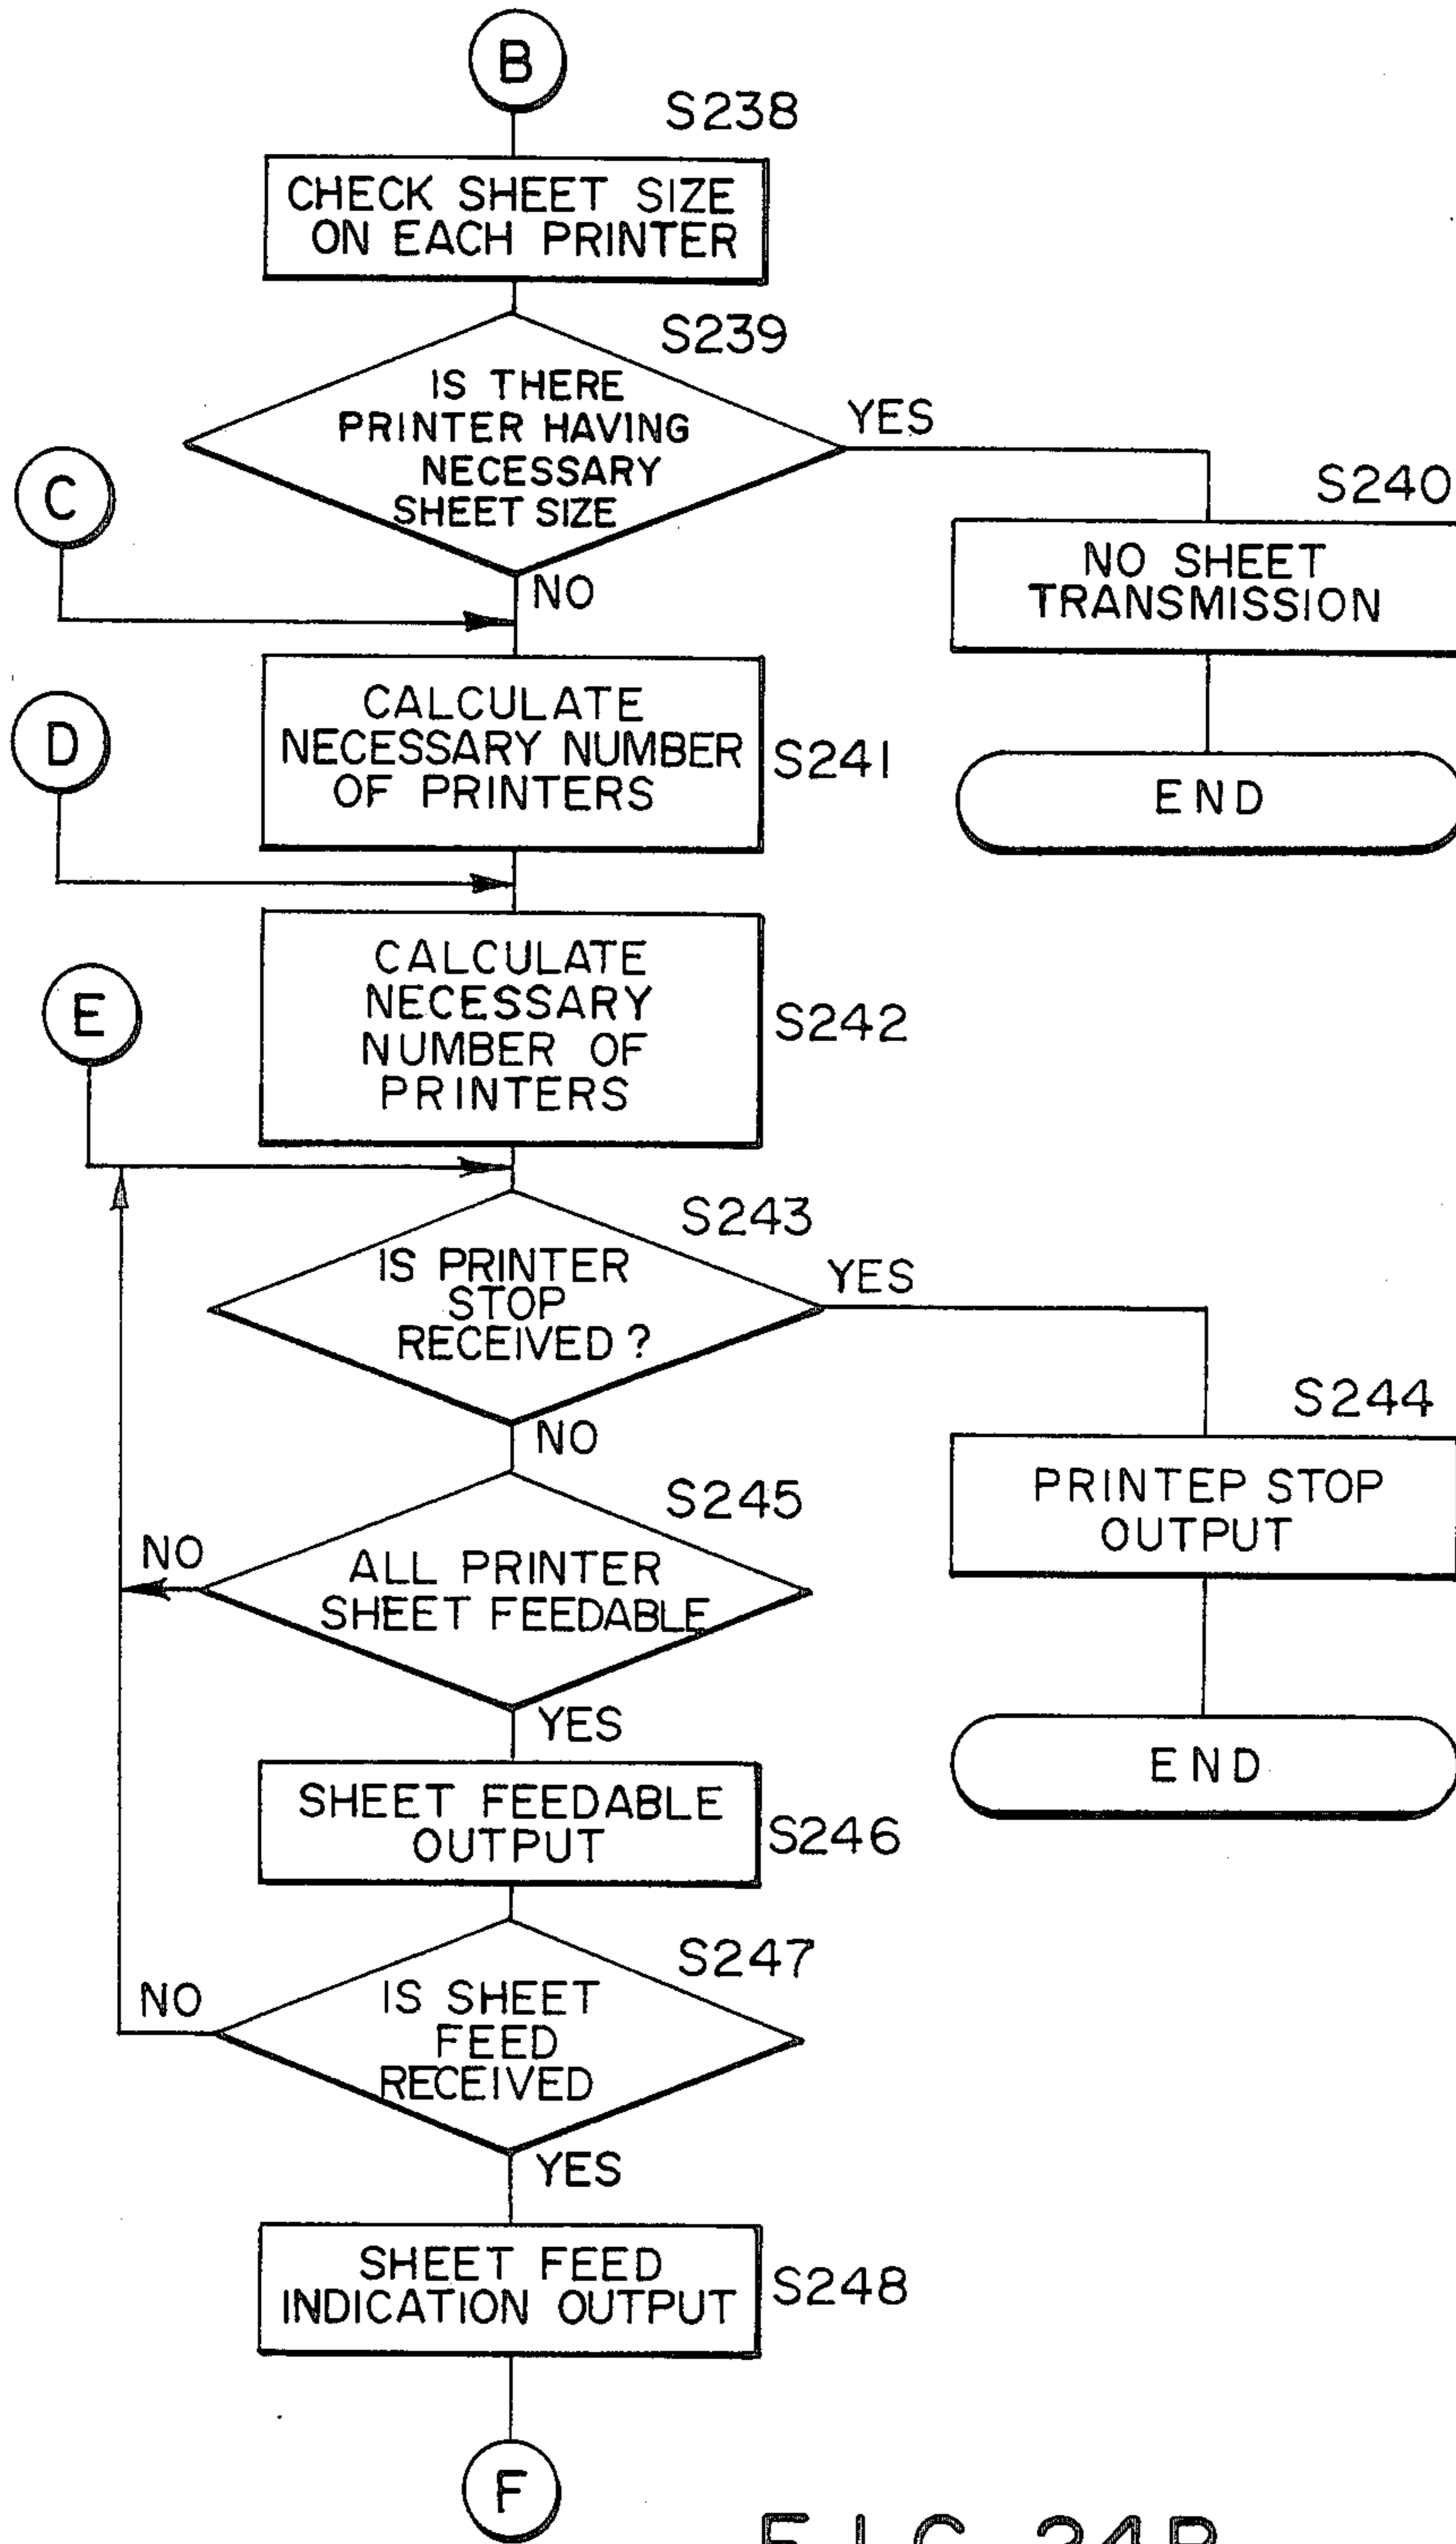 B
S238
CHECK SHEET SIZE
ON EACH PRINTER
S239
IS THERE
PRINTER HAVING
NECESSARY
SHEET SIZE
YES
NO
S240
NO SHEET
TRANSMISSION
END
C
CALCULATE
NECESSARY NUMBER
OF PRINTERS
S241
D
CALCULATE
NECESSARY
NUMBER OF
PRINTERS
S242
E
S243
IS PRINTER
STOP
RECEIVED?
YES
NO
S244
PRINTEP STOP
OUTPUT
END
S245
ALL PRINTER
SHEET FEEDABLE
NO
YES
SHEET FEEDABLE
OUTPUT
S246
S247
IS SHEET
FEED
RECEIVED
NO
YES
SHEET FEED
INDICATION OUTPUT
S248
F
FIG. 24B